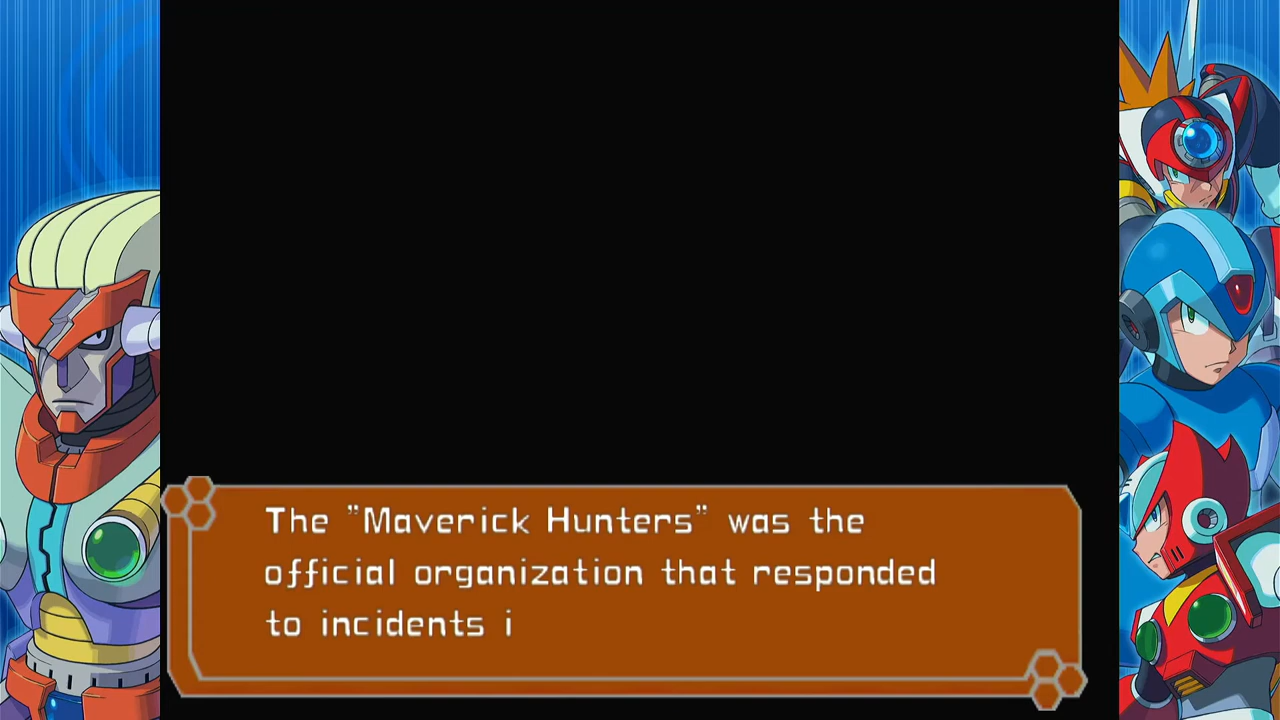 The "Maverick Hunters" was the
official organization that responded
to incidents i